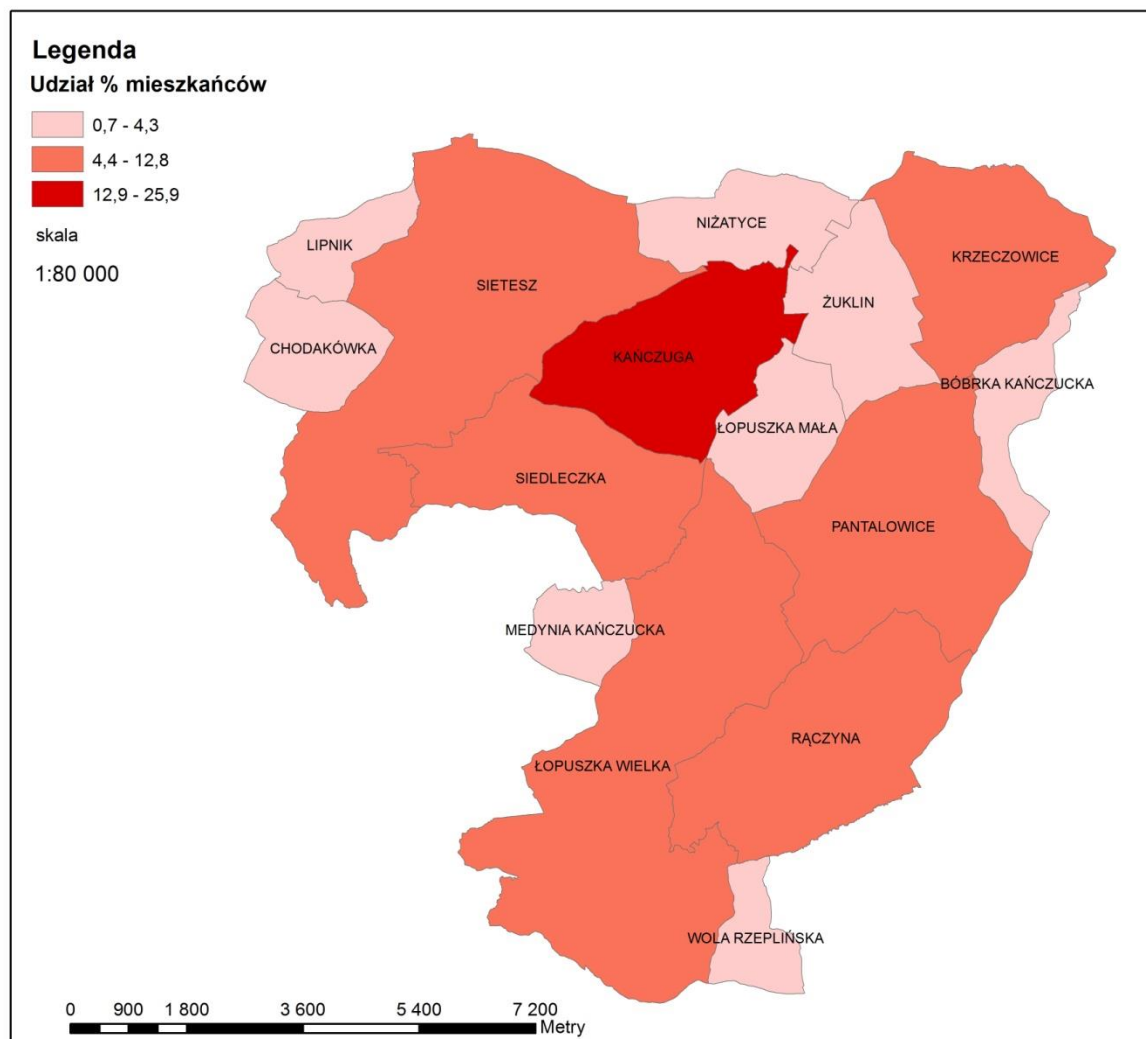 Legenda
Udział % mieszkańców
0,7 - 4,3
4,4 - 12,8
12,9 - 25,9
skala
1:80 000
NIŻATYCE
LIPNIK
KRZECZOWICE
SIETESZ
ŻUKLIN
CHODAKÓWKA
KAŃCZUGA
BÓBRKA KAŃCZUCKA
ŁOPUSZKA MAŁA
SIEDLECZKA
PANTALOWICE
MEDYNIA KAŃCZUCKA
RĄCZYNA
ŁOPUSZKA WIELKA
WOLA RZEPLIŃSKA
0 900 1 800 3 600 5 400 7 200
Metry